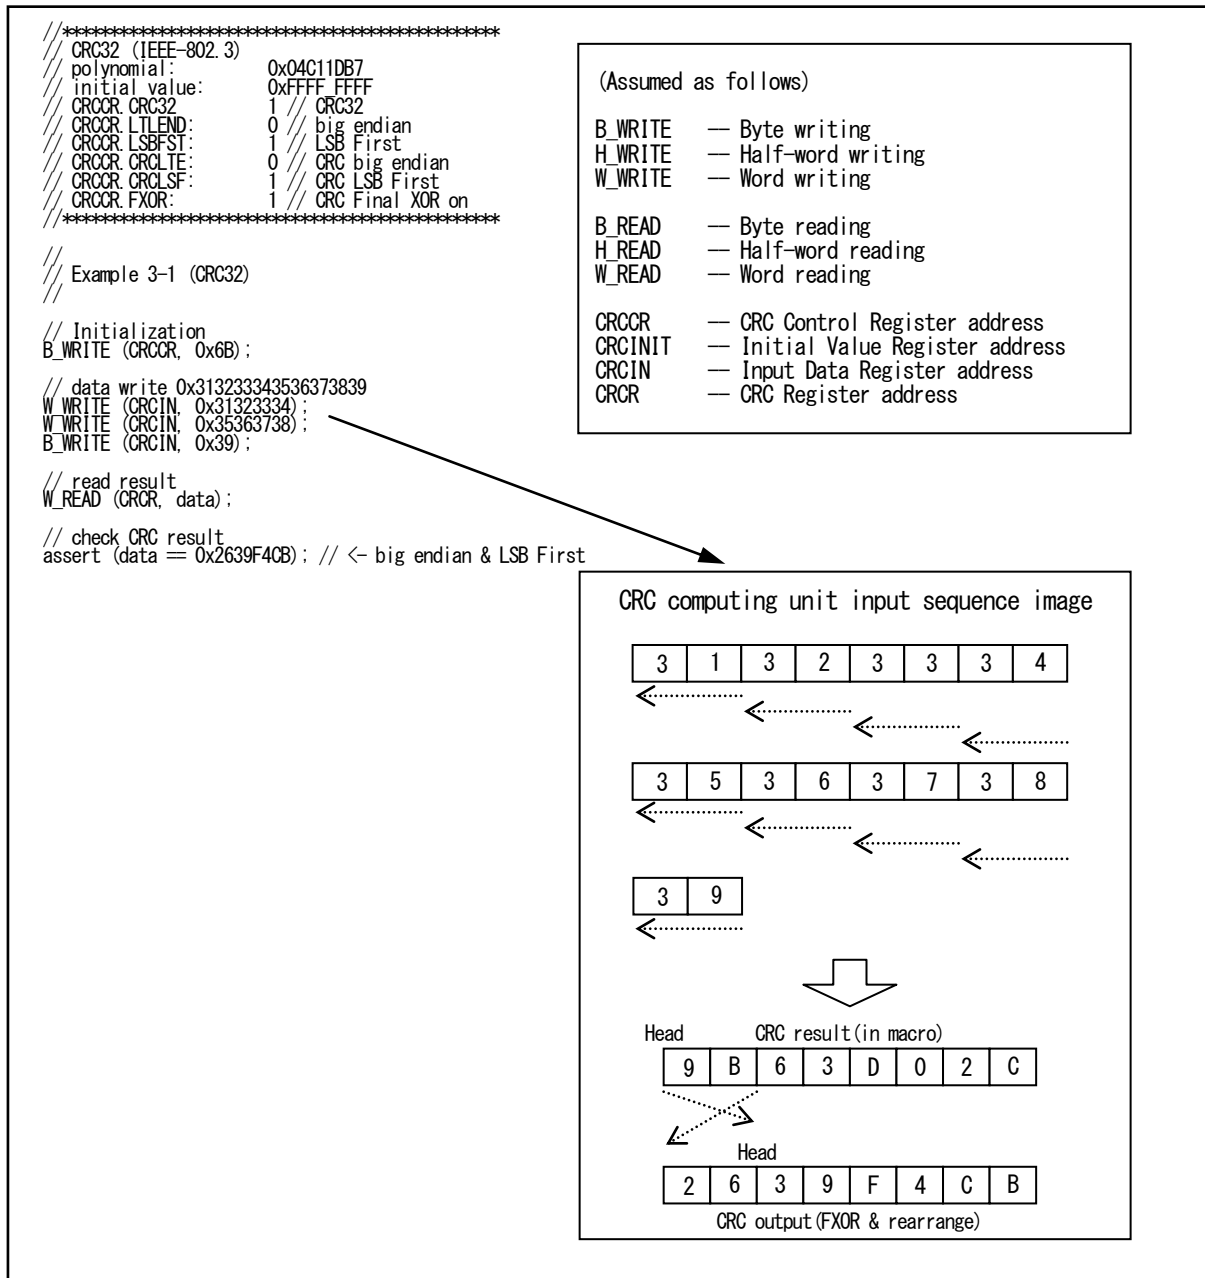 //************************************************
// CRC32 (IEEE-802.3)
// polynomial: 0x04C11DB7
// initial value: 0xFFFF_FFFF
// CRCCR.CRC32 1 // CRC32
// CRCCR.LTLEND: 0 // big endian
// CRCCR.LSBFST: 1 // LSB First
// CRCCR.CRCLTE: 0 // CRC big endian
// CRCCR.CRCLSF: 1 // CRC LSB First
// CRCCR.FXOR: 1 // CRC Final XOR on
//************************************************
//
// Example 3-1 (CRC32)
//
// Initialization
B_WRITE (CRCCR, 0x6B);
// data write 0x313233343536373839
W_WRITE (CRCIN, 0x31323334);
W_WRITE (CRCIN, 0x35363738);
B_WRITE (CRCIN, 0x39);
// read result
W_READ (CRCR, data);
// check CRC result
assert (data == 0x2639F4CB); // <- big endian & LSB First
(Assumed as follows)
B_WRITE -- Byte writing
H_WRITE -- Half-word writing
W_WRITE -- Word writing
B_READ -- Byte reading
H_READ -- Half-word reading
W_READ -- Word reading
CRCCR -- CRC Control Register address
CRCINIT -- Initial Value Register address
CRCIN -- Input Data Register address
CRCR -- CRC Register address
CRC computing unit input sequence image
3 1 3 2 3 3 3 4
3 5 3 6 3 7 3 8
3 9
Head CRC result(in macro)
9 B 6 3 D 0 2 C
Head
2 6 3 9 F 4 C B
CRC output(FXOR & rearrange)